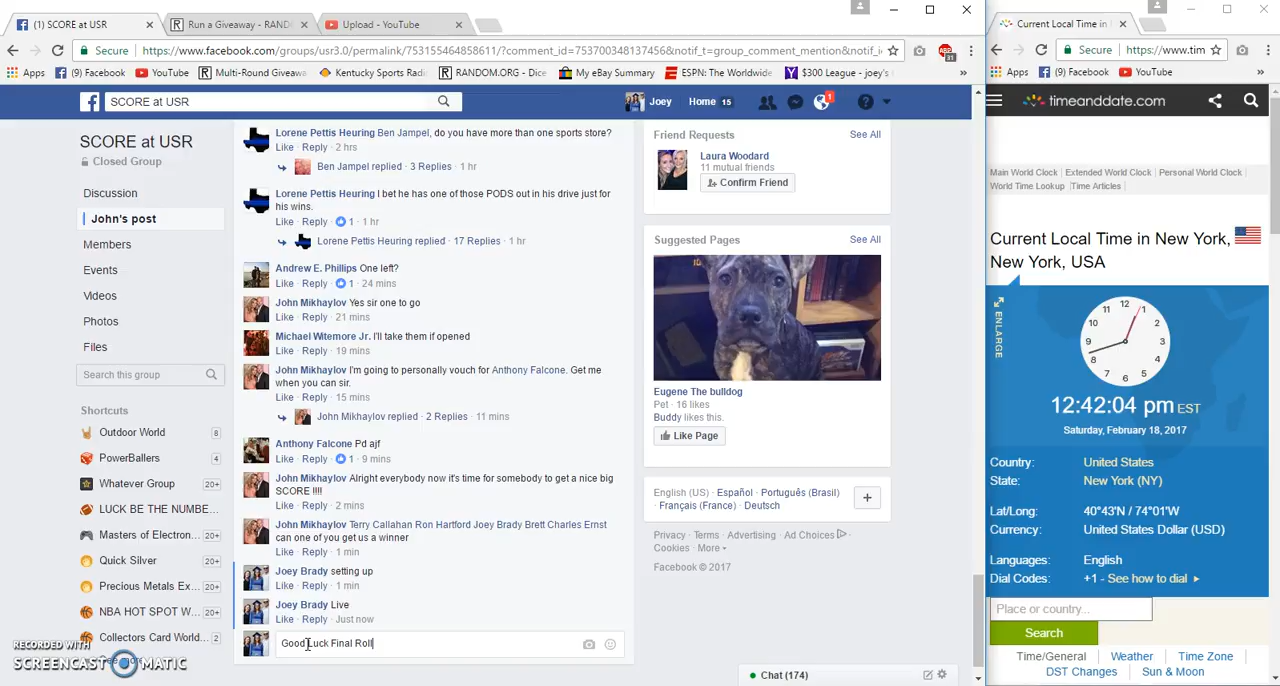 (1) SCORE at USR
Run a Giveaway - RAND
Upload - YouTube
Current Local Time in
Secure
https://www.facebook.com/groups/usr3.0/permalink/753155464858611/?comment_id=753700348137456&notif_t=group_comment_mention&notif_i
Secure
https://www.tim
Apps
(9) Facebook
YouTube
Multi-Round Giveawa
Kentucky Sports Radi
RANDOM.ORG - Dice
My eBay Summary
ESPN: The Worldwide
$300 League - joey's
»
Apps
(4) Facebook
YouTube
SCORE at USR
Joey
Home 15
1
timeanddate.com
SCORE at USR
Closed Group
Discussion
John's post
Members
Events
Videos
Photos
Files
Search this group
Shortcuts
Outdoor World 8
PowerBallers 4
Whatever Group 20+
LUCK BE THE NUMBE... 20+
Masters of Electron... 20+
Quick Silver 20+
Precious Metals Ex... 20+
NBA HOT SPOT W... 20+
Collectors Card World... 2
RECORDED WITH
SCREENCAST MATIC
Lorene Pettis Heuring Ben Jampel, do you have more than one sports store?
Like · Reply · 2 hrs
Ben Jampel replied · 3 Replies · 1 hr
Lorene Pettis Heuring I bet he has one of those PODS out in his drive just for
his wins.
Like · Reply · 1 · 1 hr
Lorene Pettis Heuring replied · 17 Replies · 1 hr
Andrew E. Phillips One left?
Like · Reply · 1 · 24 mins
John Mikhaylov Yes sir one to go
Like · Reply · 21 mins
Michael Witemore Jr. I'll take them if opened
Like · Reply · 19 mins
John Mikhaylov I'm going to personally vouch for Anthony Falcone. Get me
when you can sir.
Like · Reply · 15 mins
John Mikhaylov replied · 2 Replies · 11 mins
Anthony Falcone Pd ajf
Like · Reply · 1 · 9 mins
John Mikhaylov Alright everybody now it's time for somebody to get a nice big
SCORE !!!!
Like · Reply · 2 mins
John Mikhaylov Terry Callahan Ron Hartford Joey Brady Brett Charles Ernst
can one of you get us a winner
Like · Reply · 1 min
Joey Brady setting up
Like · Reply · 1 min
Joey Brady Live
Like · Reply · Just now
Good Luck Final Roll
Friend Requests
See All
Laura Woodard
11 mutual friends
Confirm Friend
Suggested Pages
See All
Eugene The bulldog
Pet · 16 likes
Buddy likes this.
Like Page
English (US) · Español · Português (Brasil) ·
Français (France) · Deutsch
Privacy · Terms · Advertising · Ad Choices ·
Cookies · More
Facebook © 2017
Chat (174)
Main World Clock | Extended World Clock | Personal World Clock |
World Time Lookup | Time Articles |
Current Local Time in New York,
New York, USA
ENLARGE
12
1
2
3
4
5
6
7
8
9
10
11
12:42:04 pm EST
Saturday, February 18, 2017
Country: United States
State: New York (NY)
Lat/Long: 40°43'N / 74°01'W
Currency: United States Dollar (USD)
Languages: English
Dial Codes: +1 - See how to dial
Place or country...
Search
Time/General
Weather
Time Zone
DST Changes
Sun & Moon